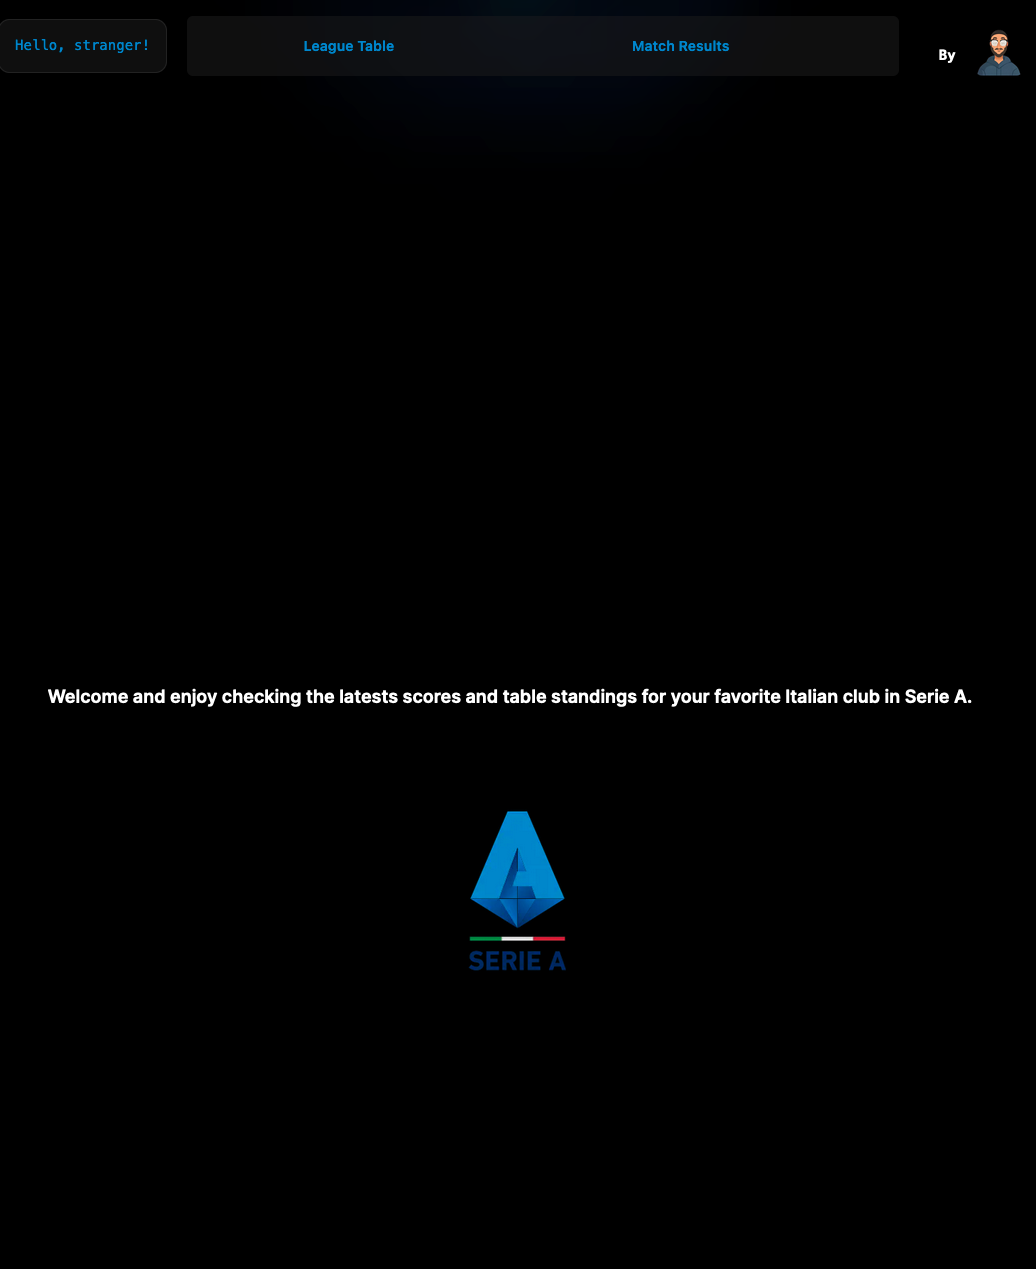 Hello, stranger!
League Table
Match Results
By
Welcome and enjoy checking the latests scores and table standings for your favorite Italian club in Serie A.
SERIE A